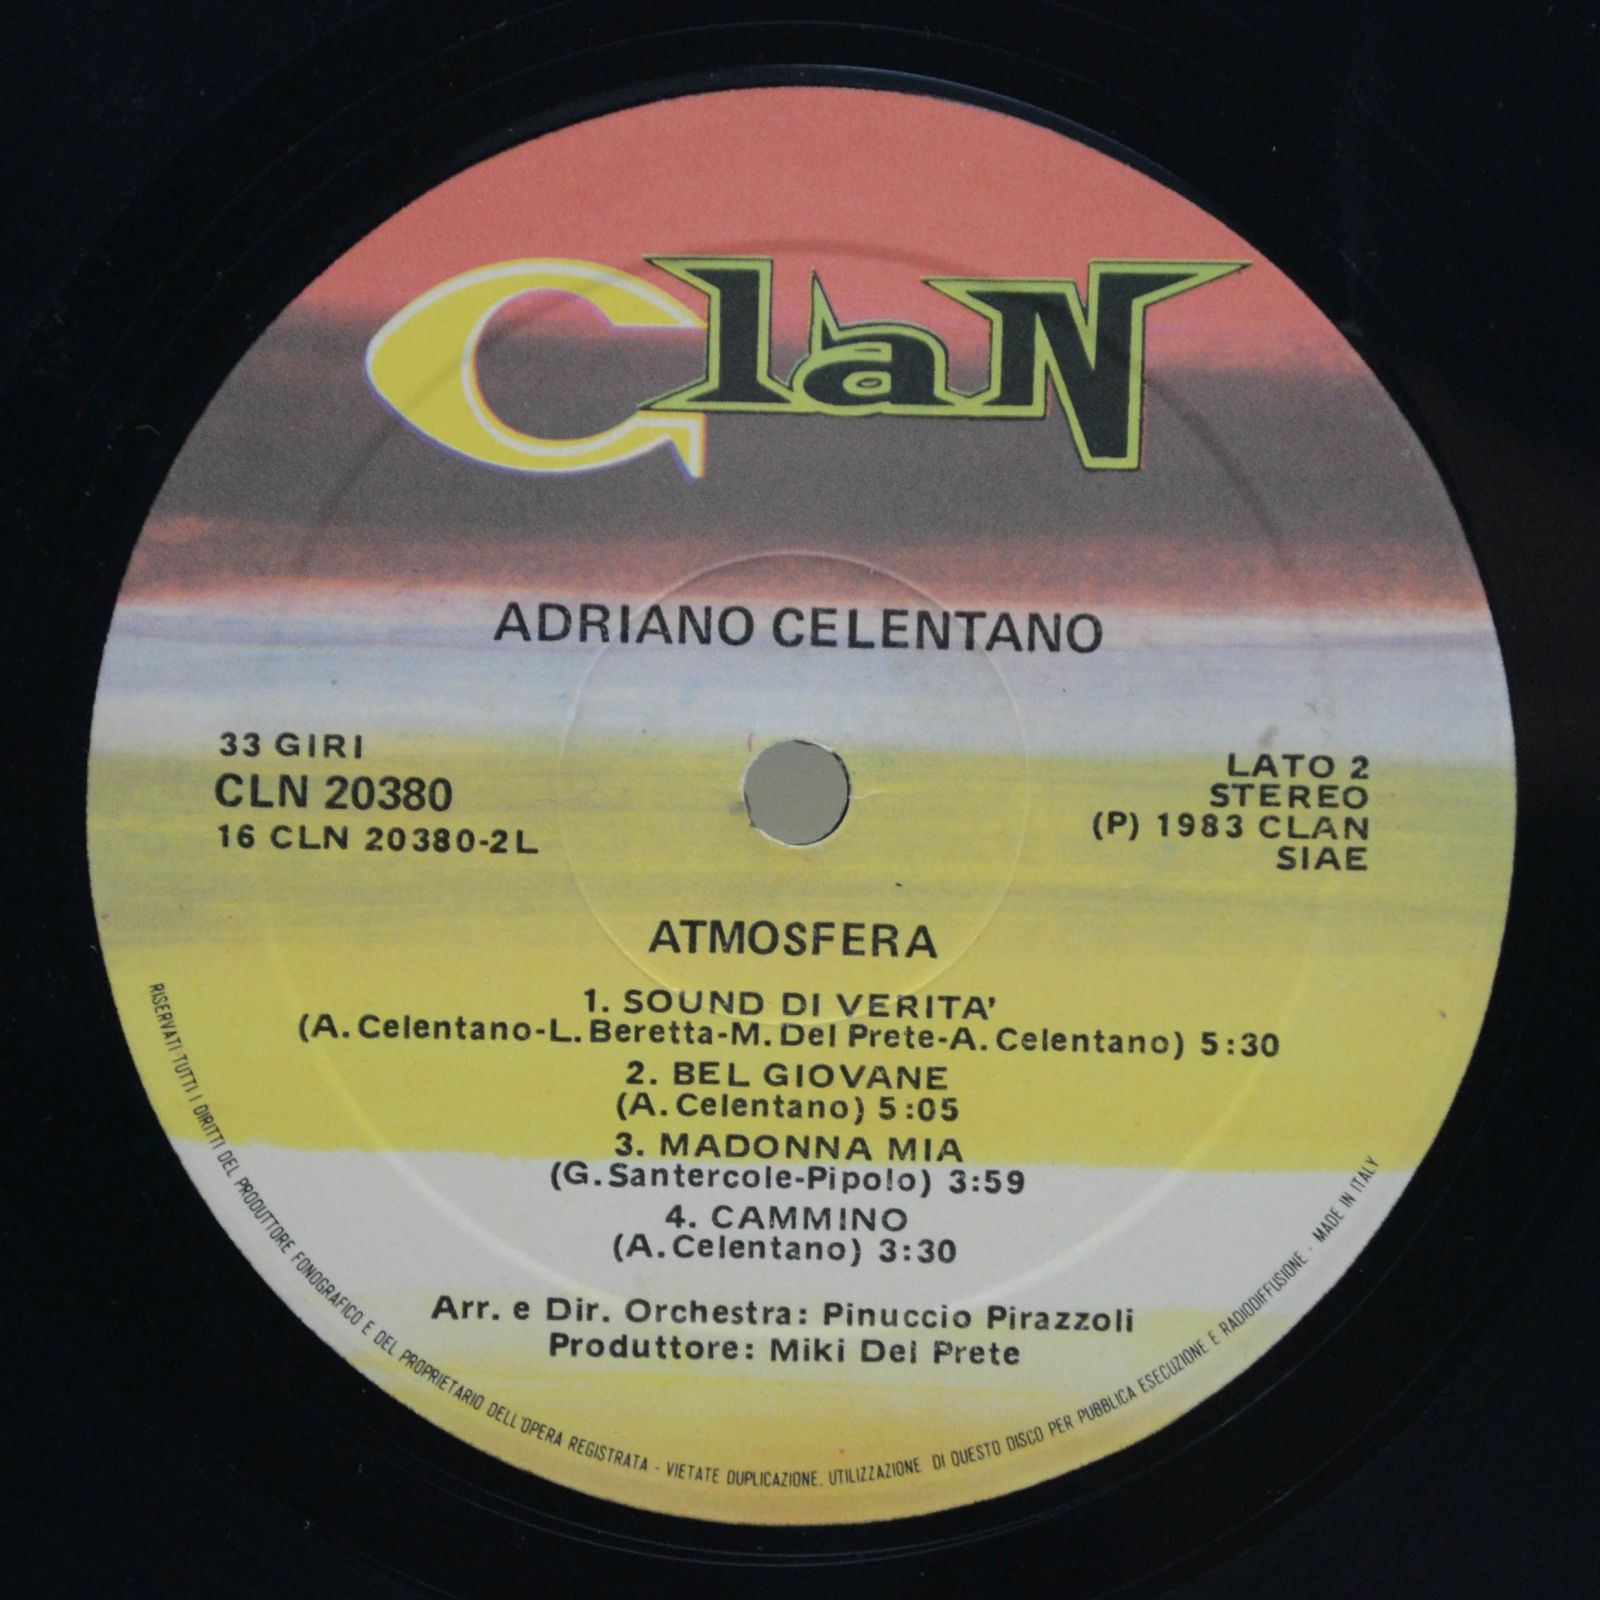 ClaN
ADRIANO CELENTANO
33 GIRI
CLN 20380
16 CLN 20380-2L
LATO 2
STEREO
(P) 1983 CLAN
SIAE
ATMOSFERA
1. SOUND DI VERITA'
(A. Celentano-L. Beretta-M. Del Prete-A. Celentano) 5:30
2. BEL GIOVANE
(A. Celentano) 5:05
3. MADONNA MIA
(G. Santercole-Pipolo) 3:59
4. CAMMINO
(A. Celentano) 3:30
Arr. e Dir. Orchestra: Pinuccio Pirazzoli
Produttore: Miki Del Prete
RISERVATI TUTTI I DIRITTI DEL PRODUTTORE FONOGRAFICO E DEL PROPRIETARIO DELL'OPERA REGISTRATA - VIETATE DUPLICAZIONE, UTILIZZAZIONE DI QUESTO DISCO PER PUBBLICA ESECUZIONE E RADIODIFFUSIONE - MADE IN ITALY